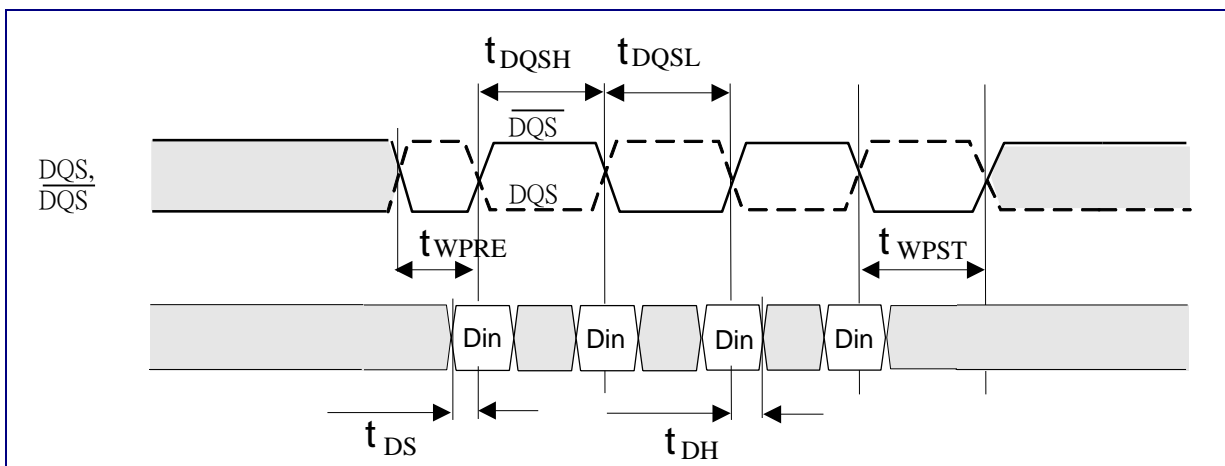 tDQSH tDQSL
DQS
DQS,
DQS
DQS
tWPRE tWPST
Din Din Din Din
tDS tDH